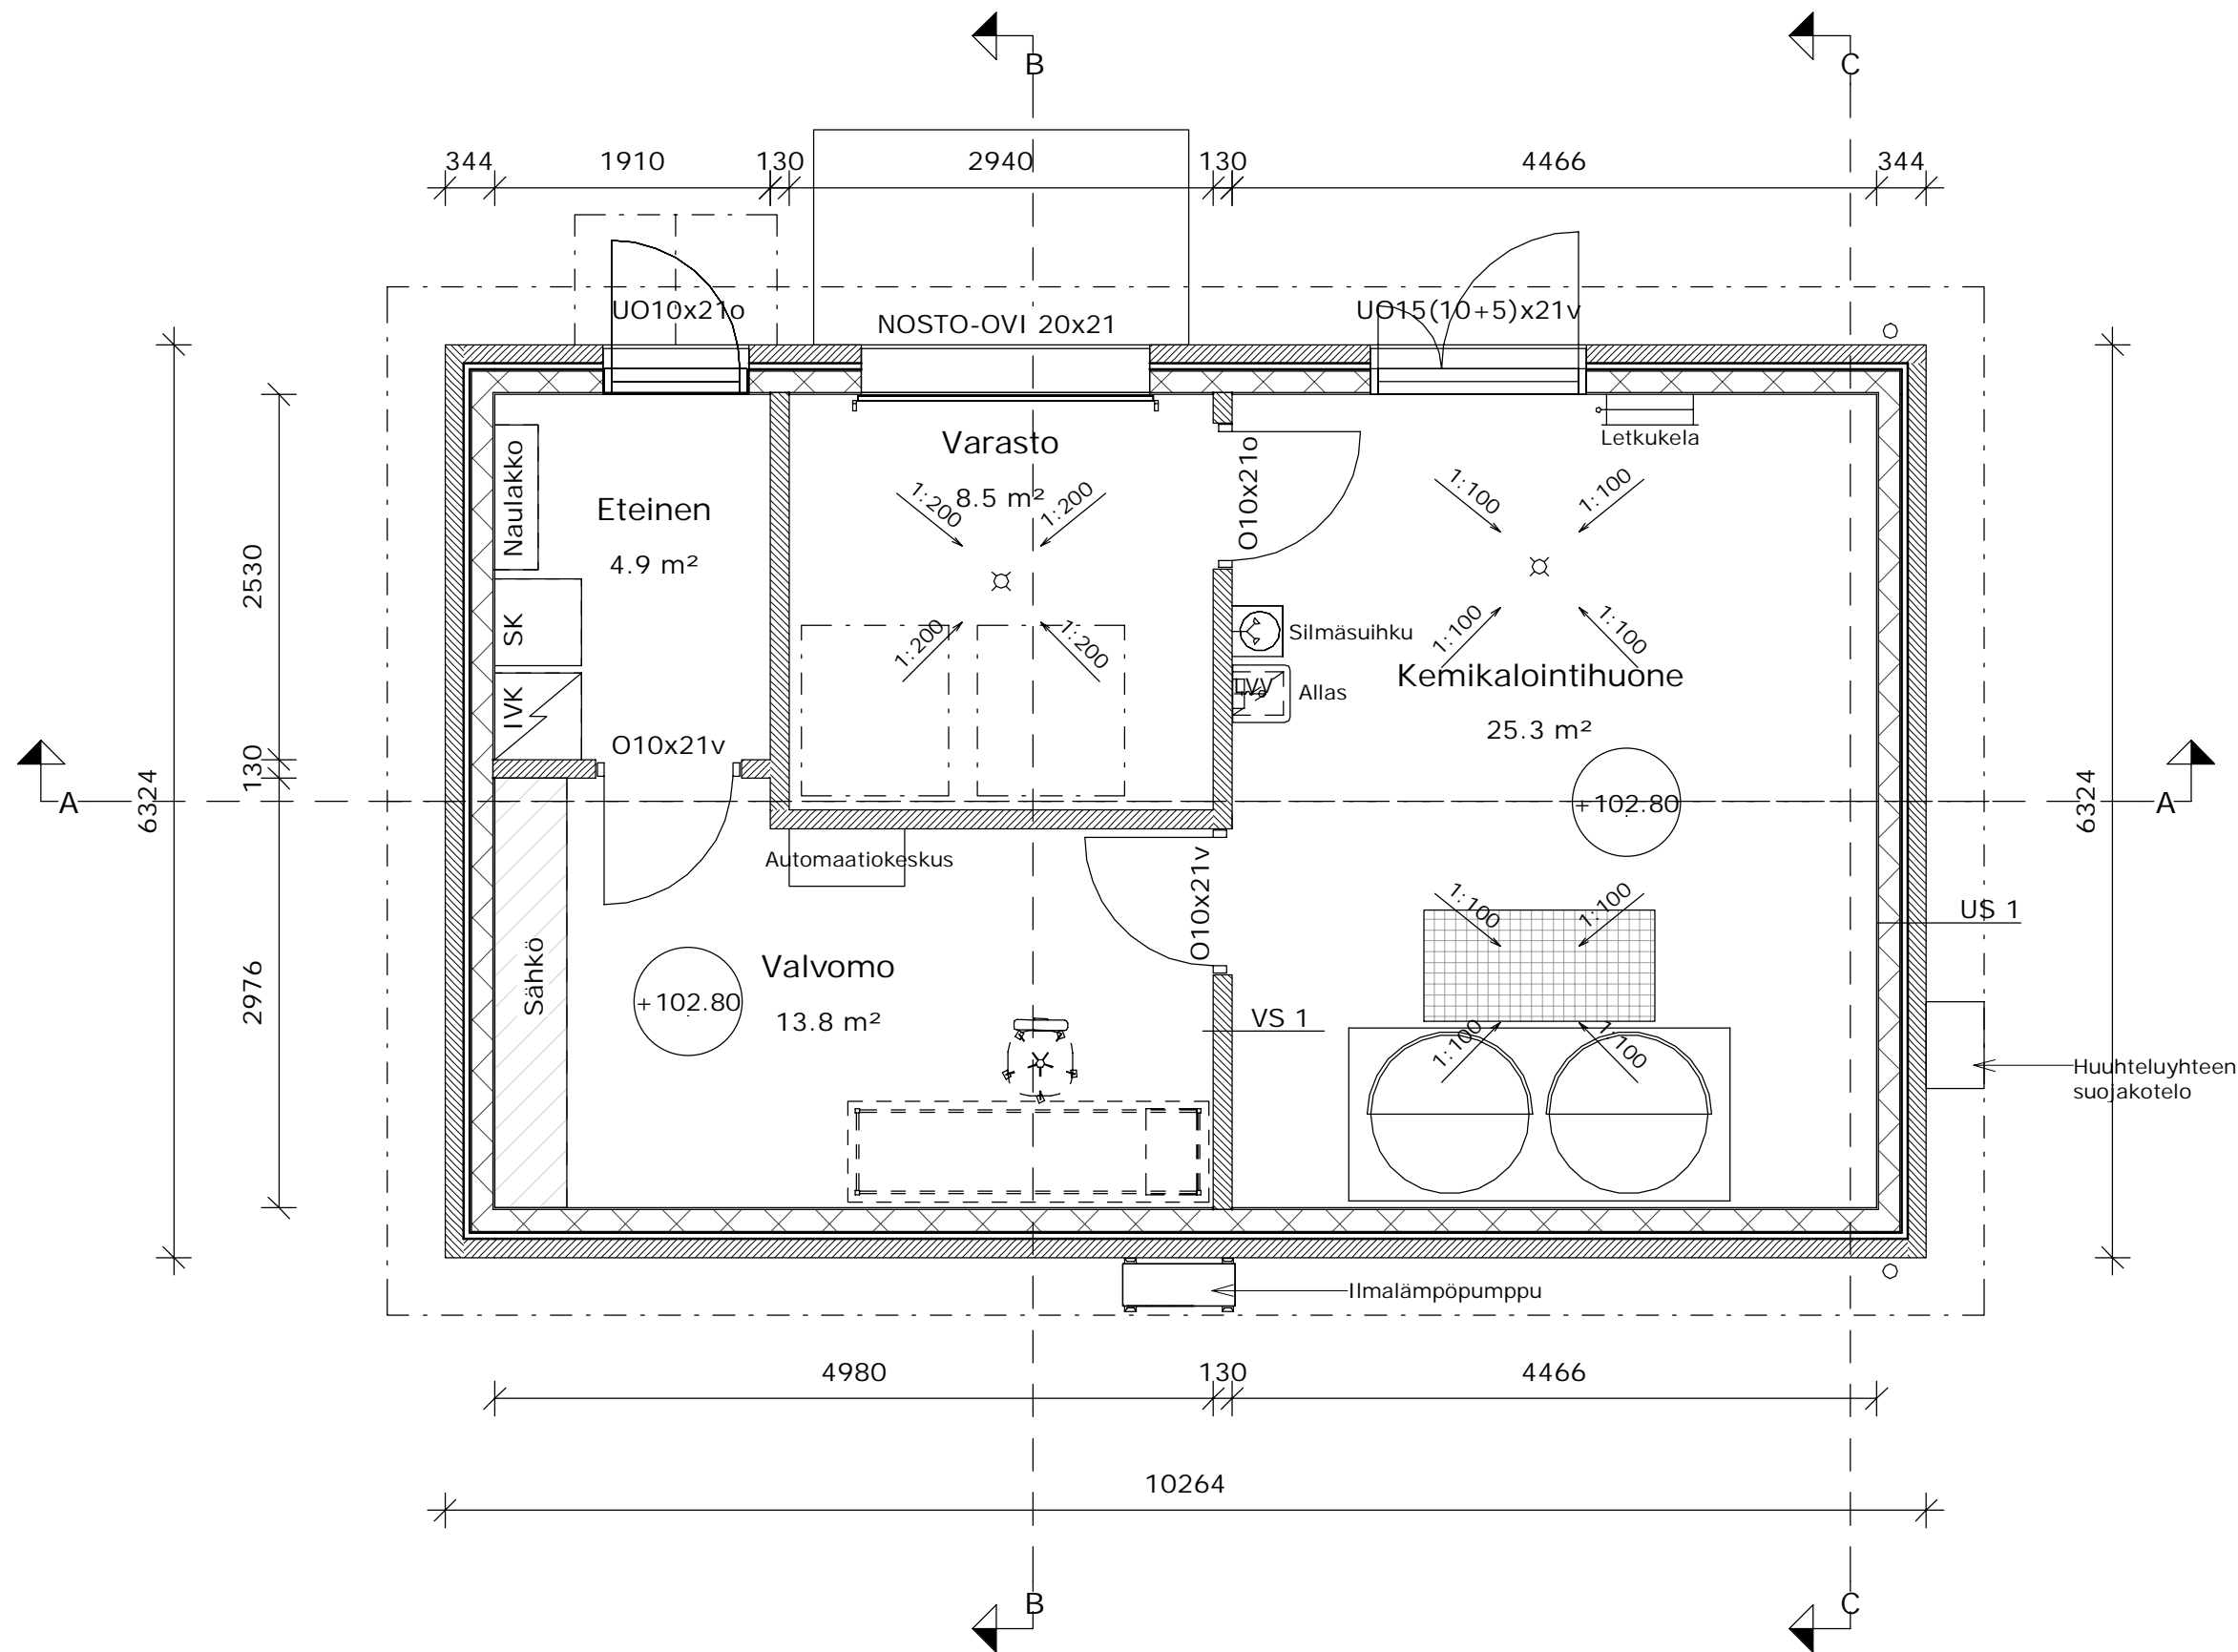 B
C
344
1910
130
2940
130
4466
344
UO10x21o
NOSTO-OVI 20x21
UO15(10+5)x21v
Naulakko
Eteinen
4.9 m²
Varasto
8.5 m²
1:200
1:200
1:200
1:200
O10x21o
Letkukela
1:100
1:100
1:100
1:100
2530
SK
IVK
Silmäsuihku
LVV
Allas
Kemikalointihuone
25.3 m²
O10x21v
130
6324
A
+102.80
6324
A
Automaatiokeskus
O10x21v
1:100
1:100
US 1
2976
Sähkö
Valvomo
+102.80
13.8 m²
VS 1
1:100
1:100
Huuhteluyhteen
suojakotelo
Ilmalämpöpumppu
4980
130
4466
10264
B
C